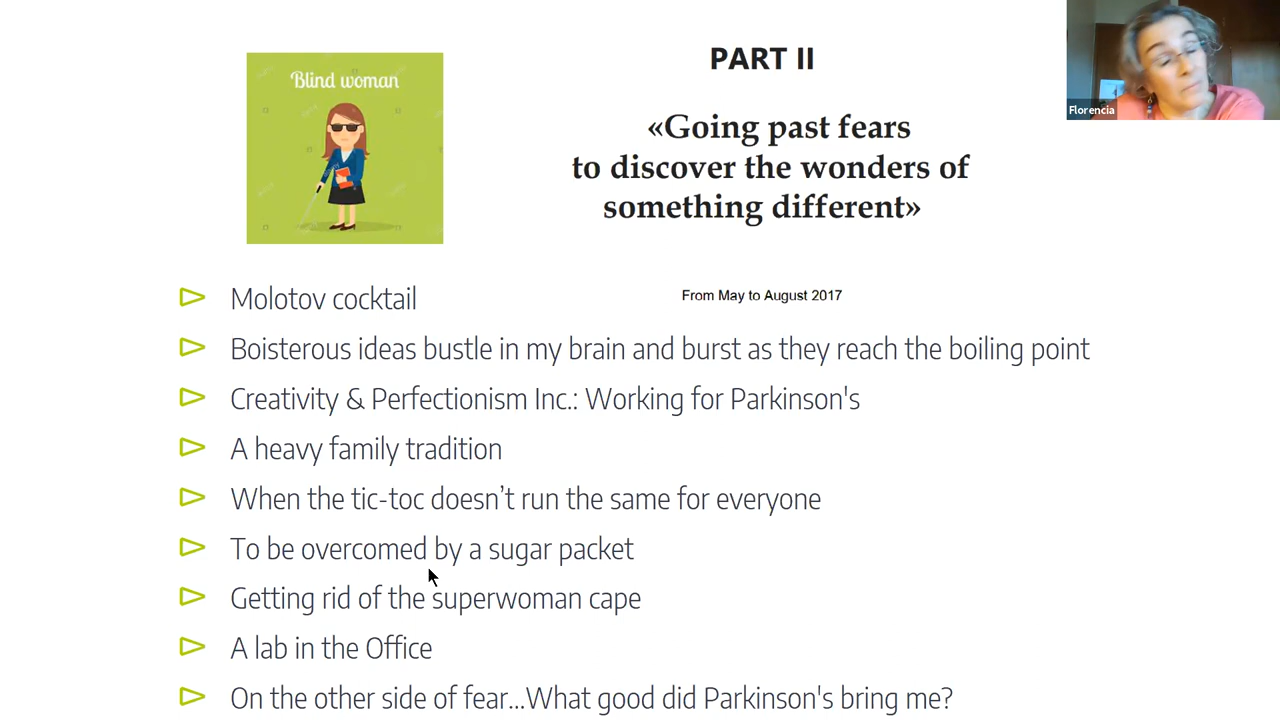 Blind woman
PART II
«Going past fears
to discover the wonders of
something different»
Florencia
From May to August 2017
Molotov cocktail
Boisterous ideas bustle in my brain and burst as they reach the boiling point
Creativity & Perfectionism Inc.: Working for Parkinson's
A heavy family tradition
When the tic-toc doesn’t run the same for everyone
To be overcomed by a sugar packet
Getting rid of the superwoman cape
A lab in the Office
On the other side of fear...What good did Parkinson's bring me?